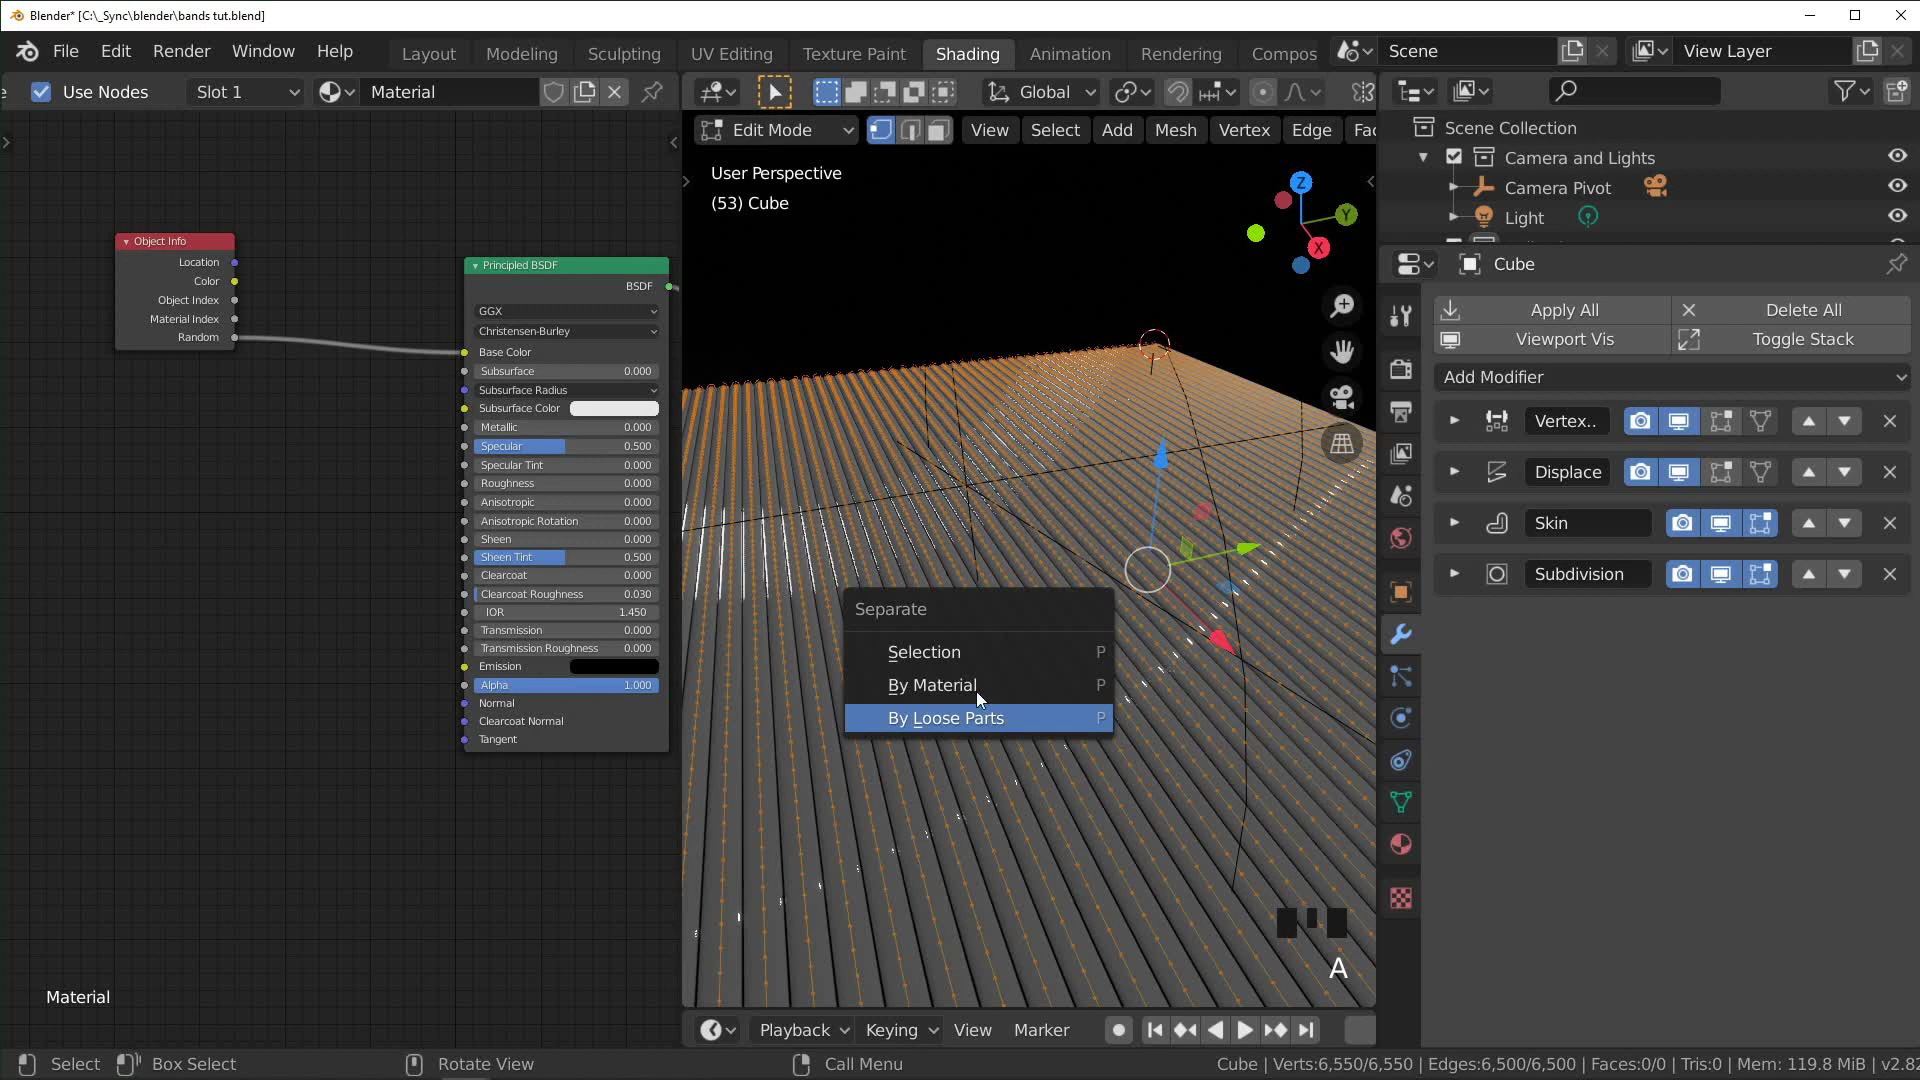 Blender* [C:\_Sync\blender\bands tut.blend]
File Edit Render Window Help Layout Modeling Sculpting UV Editing Texture Paint Shading Animation Rendering Compos Scene View Layer
e Use Nodes Slot 1 Material Global
Edit Mode View Select Add Mesh Vertex Edge Fac
User Perspective
(53) Cube
Z
Y
X
Object Info
Location
Color
Object Index
Material Index
Random
Principled BSDF
BSDF
GGX
Christensen-Burley
Base Color
Subsurface 0.000
Subsurface Radius
Subsurface Color
Metallic 0.000
Specular 0.500
Specular Tint 0.000
Roughness 0.000
Anisotropic 0.000
Anisotropic Rotation 0.000
Sheen 0.000
Sheen Tint 0.500
Clearcoat 0.000
Clearcoat Roughness 0.030
IOR 1.450
Transmission 0.000
Transmission Roughness 0.000
Emission
Alpha 1.000
Normal
Clearcoat Normal
Tangent
Material
Separate
Selection P
By Material P
By Loose Parts P
A
Scene Collection
Camera and Lights
Camera Pivot
Light
Cube
Apply All Delete All
Viewport Vis Toggle Stack
Add Modifier
Vertex..
Displace
Skin
Subdivision
Playback Keying View Marker
Select Box Select Rotate View Call Menu Cube | Verts:6,550/6,550 | Edges:6,500/6,500 | Faces:0/0 | Tris:0 | Mem: 119.8 MiB | v2.82